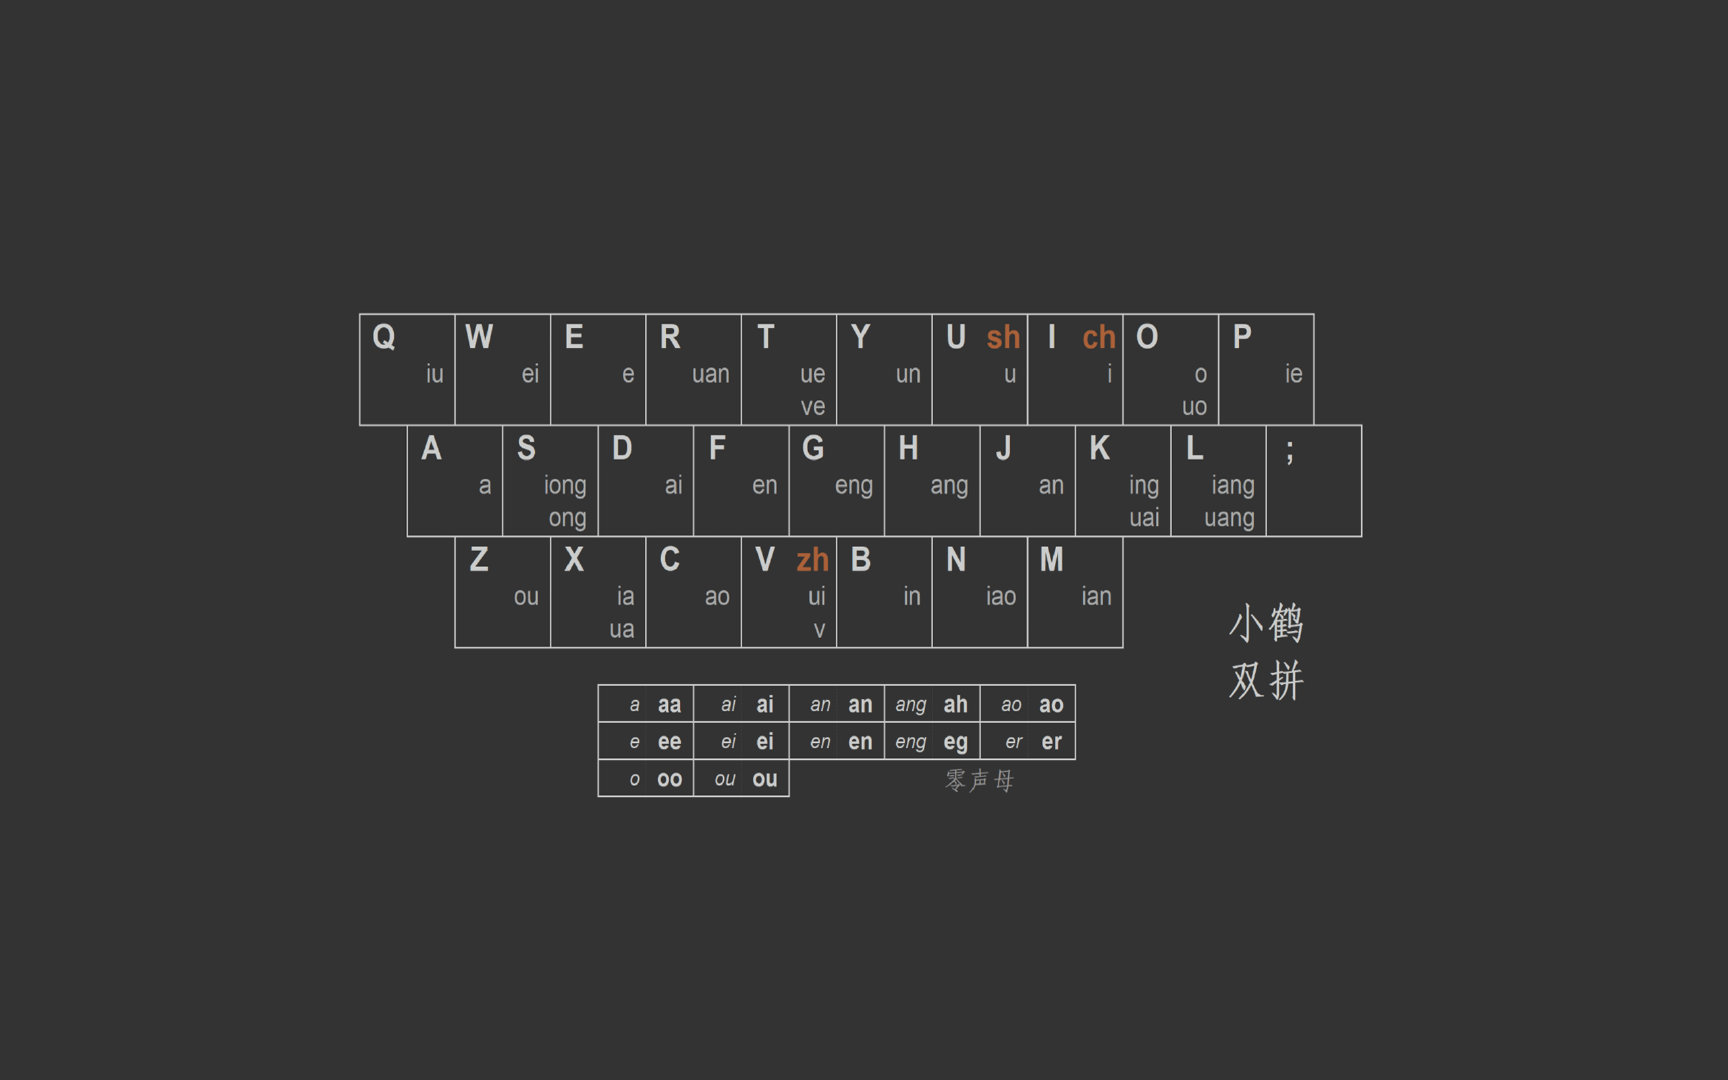 Q W E R T Y U sh I ch O P
iu ei e uan ue un u i o ie
ve uo
A S D F G H J K L ;
a iong ai en eng ang an ing iang
ong uai uang
Z X C V zh B N M
ou ia ao ui in iao ian
ua v
小鹤
双拼
a aa ai ai an an ang ah ao ao
e ee ei ei en en eng eg er er
o oo ou ou
零声母